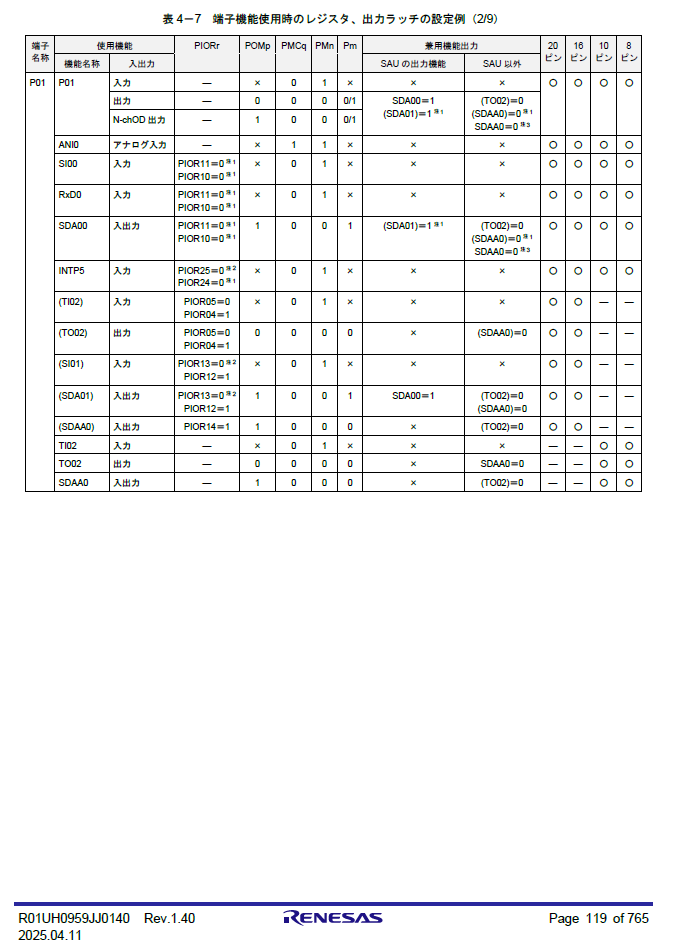 表 4－7　端子機能使用時のレジスタ、出力ラッチの設定例（2/9）
端子名称 使用機能 PIORr POMp PMCq PMn Pm 兼用機能出力 20ピン 16ピン 10ピン 8ピン
機能名称 入出力 SAU の出力機能 SAU 以外
P01 P01 入力 — × 0 1 × × × ○ ○ ○ ○
出力 — 0 0 0 0/1 SDA00＝1 (TO02)＝0
(SDA01)＝1注1 (SDAA0)＝0注1
N-chOD 出力 — 1 0 0 0/1 SDAA0＝0注3
ANI0 アナログ入力 — × 1 1 × × × ○ ○ ○ ○
SI00 入力 PIOR11＝0注1 × 0 1 × × × ○ ○ ○ ○
PIOR10＝0注1
RxD0 入力 PIOR11＝0注1 × 0 1 × × × ○ ○ ○ ○
PIOR10＝0注1
SDA00 入出力 PIOR11＝0注1 1 0 0 1 (SDA01)＝1注1 (TO02)＝0 ○ ○ ○ ○
PIOR10＝0注1 (SDAA0)＝0注1
SDAA0＝0注3
INTP5 入力 PIOR25＝0注2 × 0 1 × × × ○ ○ ○ ○
PIOR24＝0注1
(TI02) 入力 PIOR05＝0 × 0 1 × × × ○ ○ — —
PIOR04＝1
(TO02) 出力 PIOR05＝0 0 0 0 0 × (SDAA0)＝0 ○ ○ — —
PIOR04＝1
(SI01) 入力 PIOR13＝0注2 × 0 1 × × × ○ ○ — —
PIOR12＝1
(SDA01) 入出力 PIOR13＝0注2 1 0 0 1 SDA00＝1 (TO02)＝0 ○ ○ — —
PIOR12＝1 (SDAA0)＝0
(SDAA0) 入出力 PIOR14＝1 1 0 0 0 × (TO02)＝0 ○ ○ — —
TI02 入力 — × 0 1 × × × — — ○ ○
TO02 出力 — 0 0 0 0 × SDAA0＝0 — — ○ ○
SDAA0 入出力 — 1 0 0 0 × (TO02)＝0 — — ○ ○
R01UH0959JJ0140 Rev.1.40 RENESAS Page 119 of 765
2025.04.11